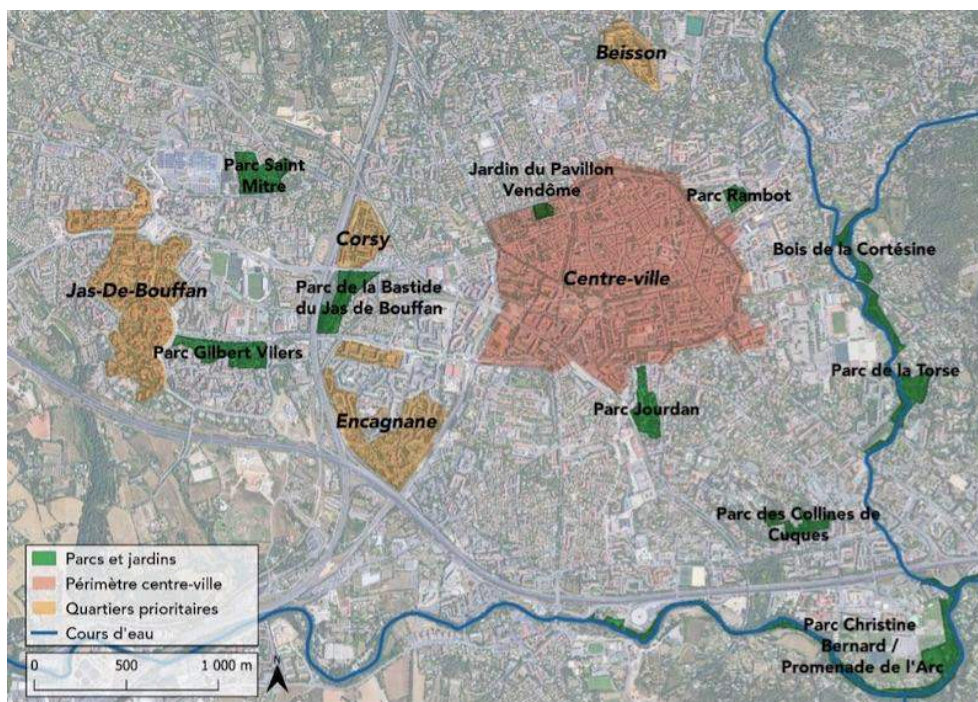 Beisson
Parc Saint
Mitre
Jardin du Pavillon
Vendôme
Parc Rambot
Corsy
Bois de la Cortésine
Jas-De-Bouffan
Parc de la Bastide
du Jas de Bouffan
Centre-ville
Parc Gilbert Vilers
Parc de la Torse
Encagnane
Parc Jourdan
Parc des Collines de
Cuques
Parcs et jardins
Périmètre centre-ville
Quartiers prioritaires
Cours d'eau
0 500 1 000 m
N
Parc Christine
Bernard /
Promenade de l'Arc